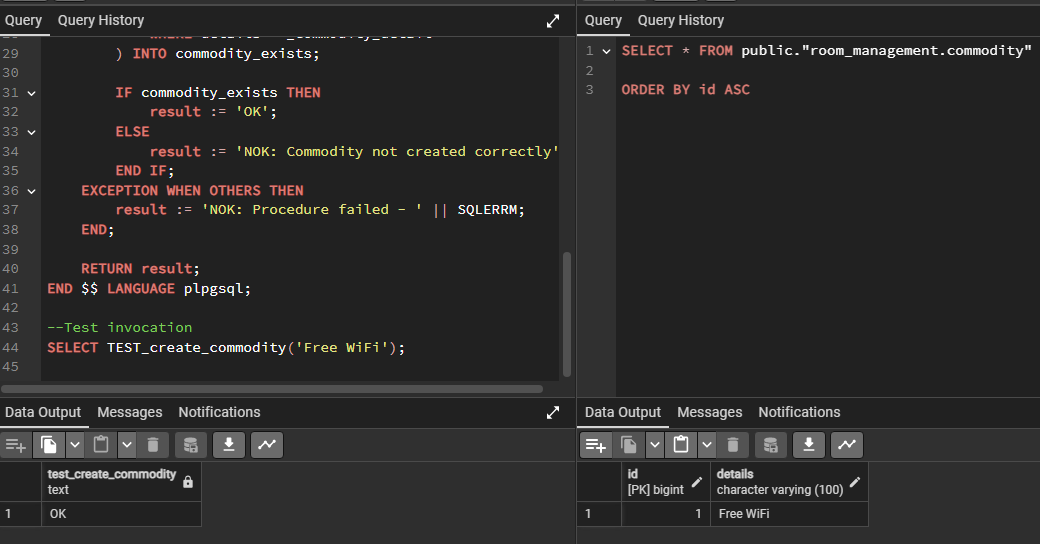 Query Query History
29 ) INTO commodity_exists;
30
31 IF commodity_exists THEN
32 result := 'OK';
33 ELSE
34 result := 'NOK: Commodity not created correctly'
35 END IF;
36 EXCEPTION WHEN OTHERS THEN
37 result := 'NOK: Procedure failed - ' || SQLERRM;
38 END;
39
40 RETURN result;
41 END $$ LANGUAGE plpgsql;
42
43 --Test invocation
44 SELECT TEST_create_commodity('Free WiFi');
45
Data Output Messages Notifications
test_create_commodity
text
1 OK
Query Query History
1 SELECT * FROM public."room_management.commodity"
2
3 ORDER BY id ASC
Data Output Messages Notifications
id details
[PK] bigint character varying (100)
1 1 Free WiFi